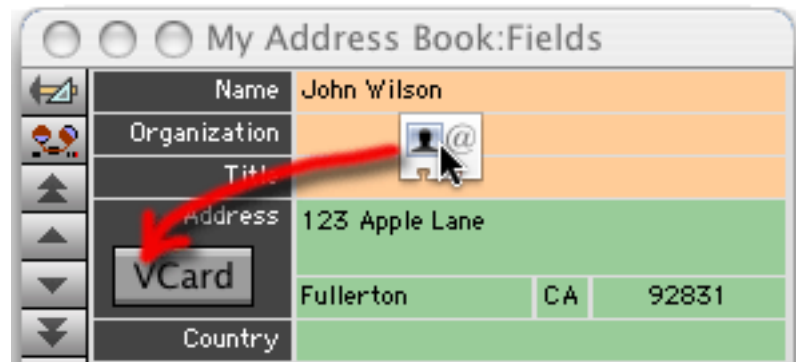 My Address Book:Fields
Name John Wilson
Organization @
Title
Address 123 Apple Lane
VCard
Fullerton CA 92831
Country